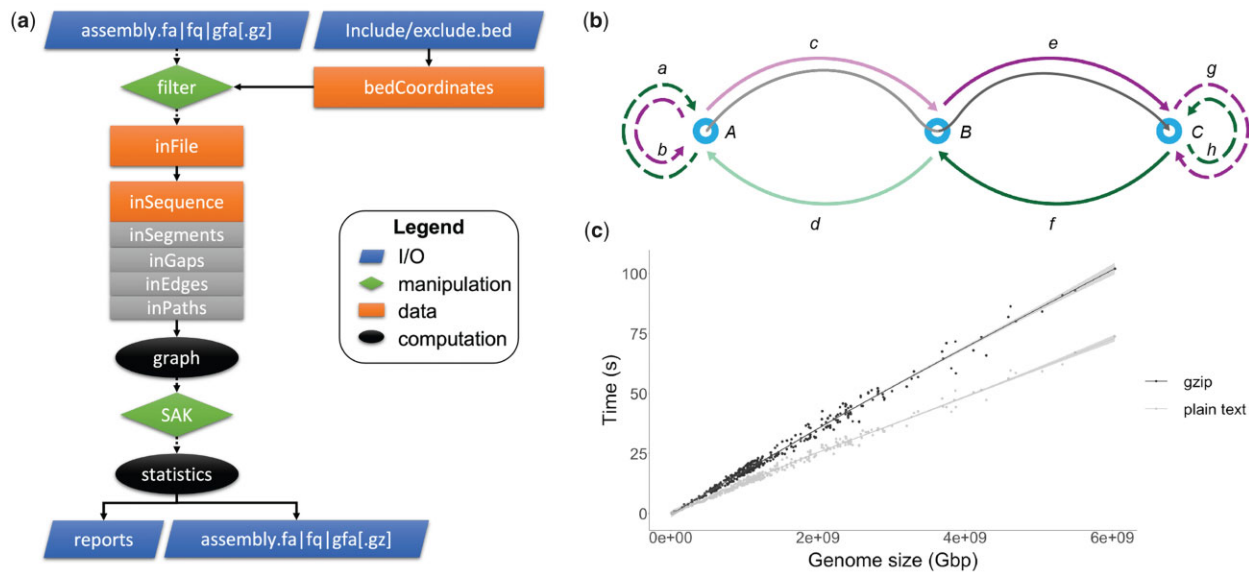 (a)
assembly.fa|fq|gfa[.gz]
Include/exclude.bed
filter
bedCoordinates
inFile
inSequence
inSegments
inGaps
inEdges
inPaths
graph
SAK
statistics
reports
assembly.fa|fq|gfa[.gz]
Legend
I/O
manipulation
data
computation
(b)
c
e
a
g
A
B
C
b
h
d
f
(c)
100
75
50
25
0
Time (s)
0e+00
2e+09
4e+09
6e+09
Genome size (Gbp)
gzip
plain text